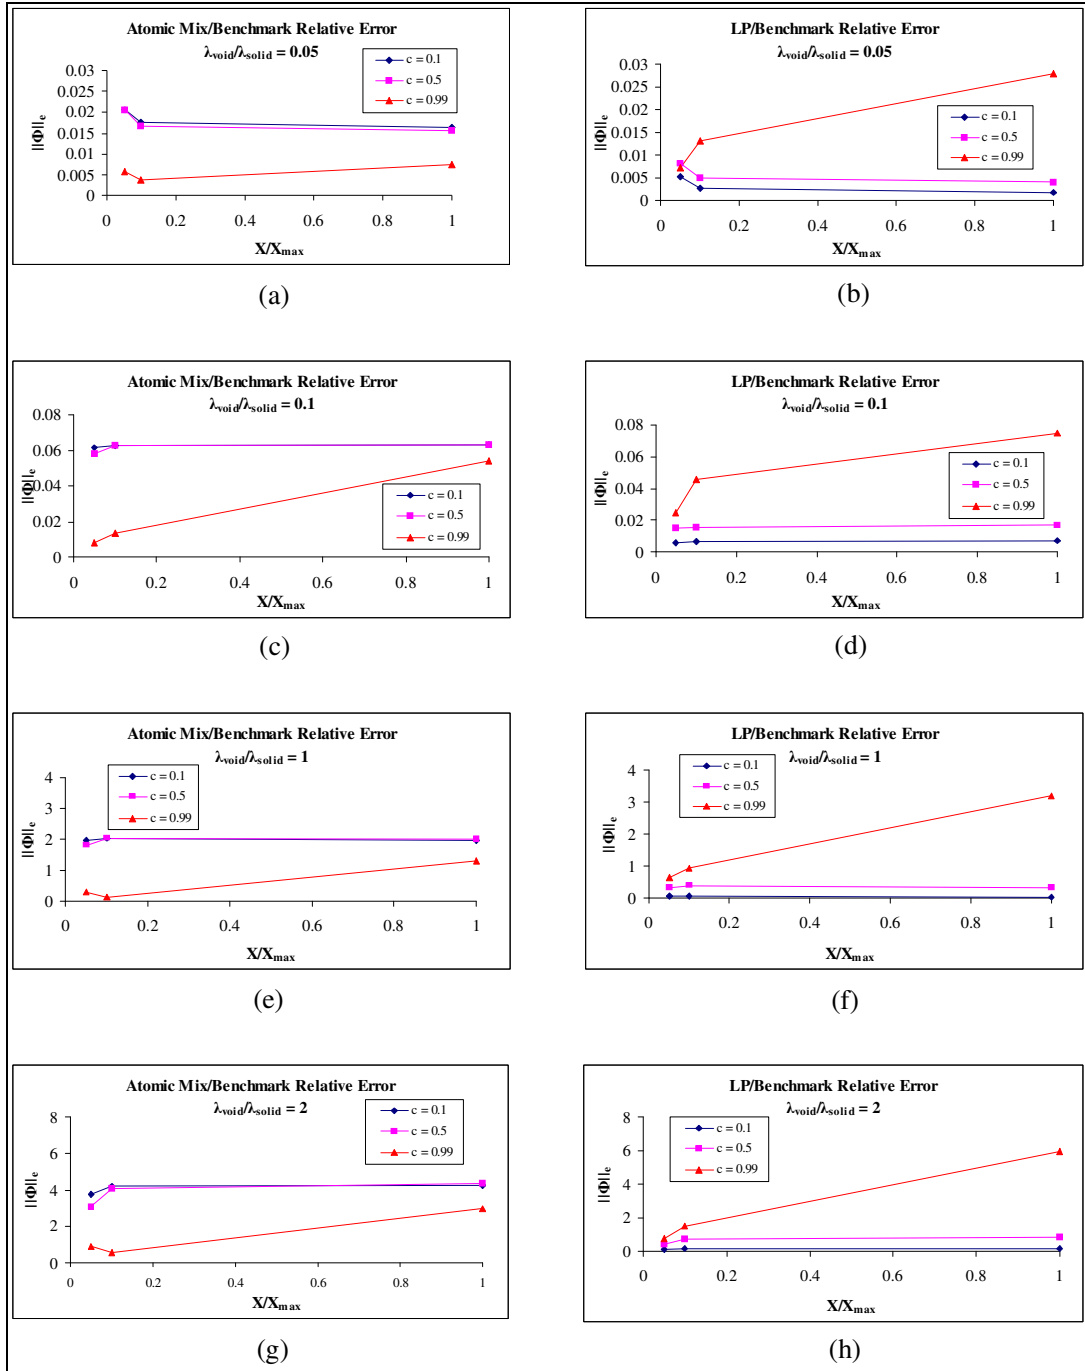 Atomic Mix/Benchmark Relative Error
λvoid/λsolid = 0.05
c = 0.1
c = 0.5
c = 0.99
0.03
0.025
0.02
0.015
0.01
0.005
0
||Φ||e
0 0.2 0.4 0.6 0.8 1
X/Xmax
(a)
LP/Benchmark Relative Error
λvoid/λsolid = 0.05
0.03
0.025
0.02
0.015
0.01
0.005
0
||Φ||e
c = 0.1
c = 0.5
c = 0.99
0 0.2 0.4 0.6 0.8 1
X/Xmax
(b)
Atomic Mix/Benchmark Relative Error
λvoid/λsolid = 0.1
0.08
0.06
0.04
0.02
0
||Φ||e
c = 0.1
c = 0.5
c = 0.99
0 0.2 0.4 0.6 0.8 1
X/Xmax
(c)
LP/Benchmark Relative Error
λvoid/λsolid = 0.1
0.08
0.06
0.04
0.02
0
||Φ||e
c = 0.1
c = 0.5
c = 0.99
0 0.2 0.4 0.6 0.8 1
X/Xmax
(d)
Atomic Mix/Benchmark Relative Error
λvoid/λsolid = 1
c = 0.1
c = 0.5
c = 0.99
4
3
2
1
0
||Φ||e
0 0.2 0.4 0.6 0.8 1
X/Xmax
(e)
LP/Benchmark Relative Error
λvoid/λsolid = 1
c = 0.1
c = 0.5
c = 0.99
4
3
2
1
0
||Φ||e
0 0.2 0.4 0.6 0.8 1
X/Xmax
(f)
Atomic Mix/Benchmark Relative Error
λvoid/λsolid = 2
c = 0.1
c = 0.5
c = 0.99
8
6
4
2
0
||Φ||e
0 0.2 0.4 0.6 0.8 1
X/Xmax
(g)
LP/Benchmark Relative Error
λvoid/λsolid = 2
c = 0.1
c = 0.5
c = 0.99
8
6
4
2
0
||Φ||e
0 0.2 0.4 0.6 0.8 1
X/Xmax
(h)